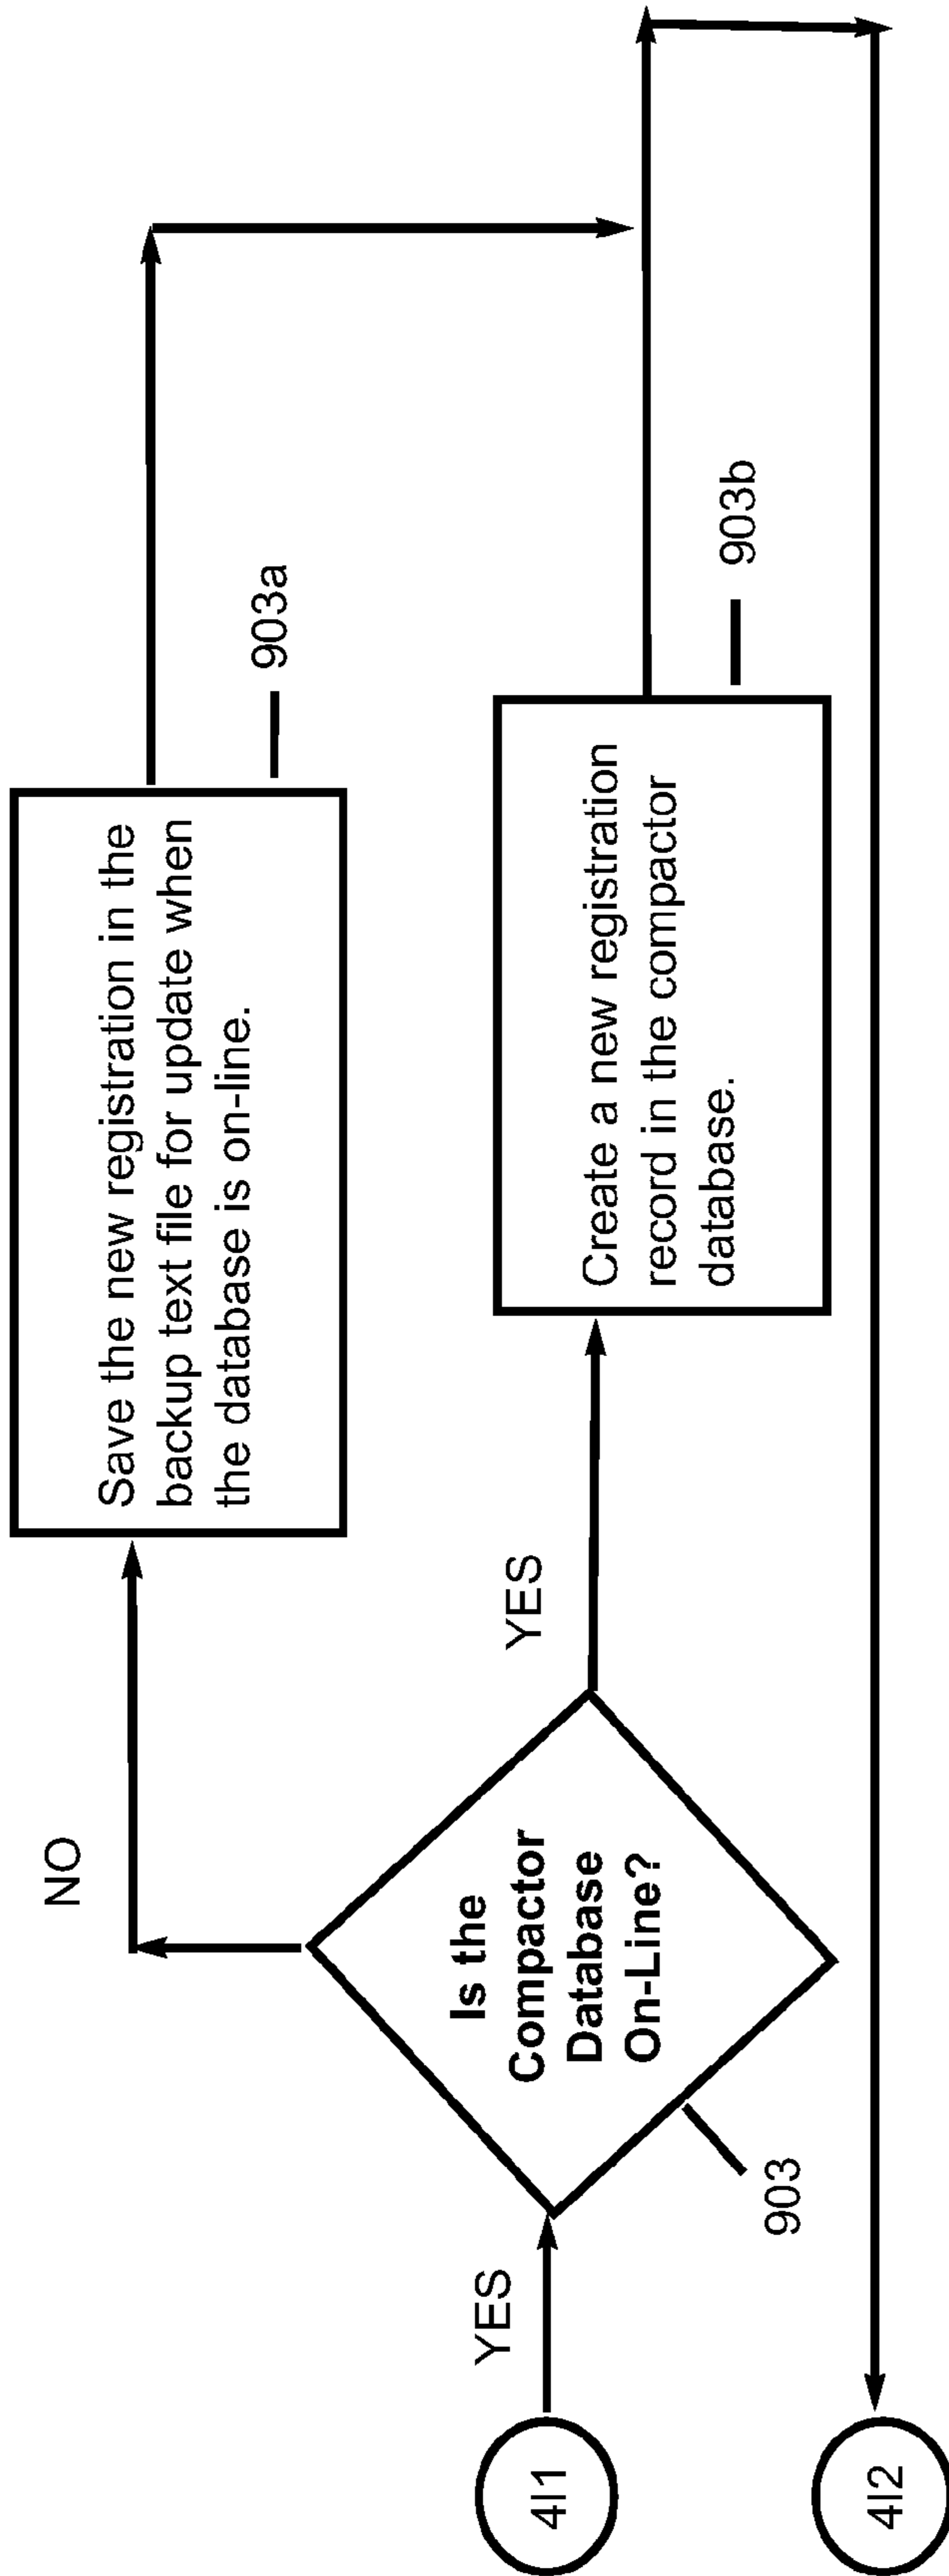 NO
Save the new registration in the
backup text file for update when
the database is on-line.
903a
4I1
YES
Is the
Compactor
Database
On-Line?
903
YES
Create a new registration
record in the compactor
database.
903b
4I2